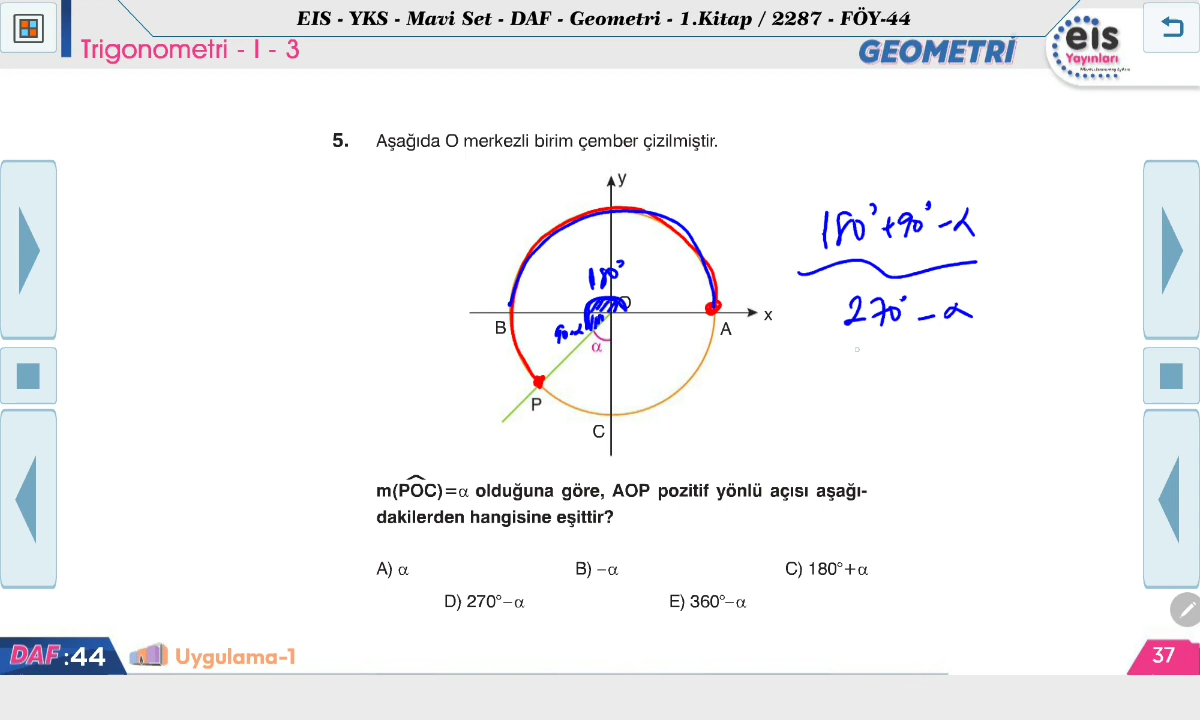 EIS - YKS - Mavi Set - DAF - Geometri - 1.Kitap / 2287 - FÖY-44
Trigonometri - I - 3
GEOMETRİ
eis
Yayınları
5. Aşağıda O merkezli birim çember çizilmiştir.
y
180°
O
B
A
x
90-α
α
P
C
180°+90°-α
270°-α
m(POC)=α olduğuna göre, AOP pozitif yönlü açısı aşağı-
dakilerden hangisine eşittir?
A) α B) –α C) 180°+α
D) 270°–α E) 360°–α
DAF:44 Uygulama-1
37